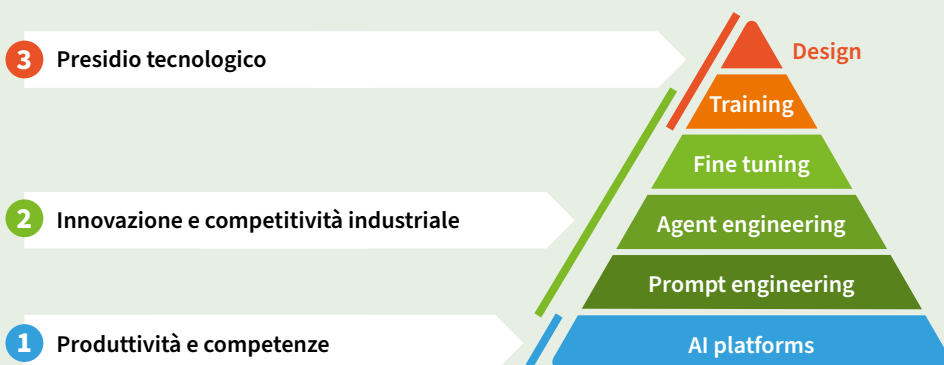 3 Presidio tecnologico
Design
Training
Fine tuning
2 Innovazione e competitività industriale
Agent engineering
Prompt engineering
1 Produttività e competenze
AI platforms